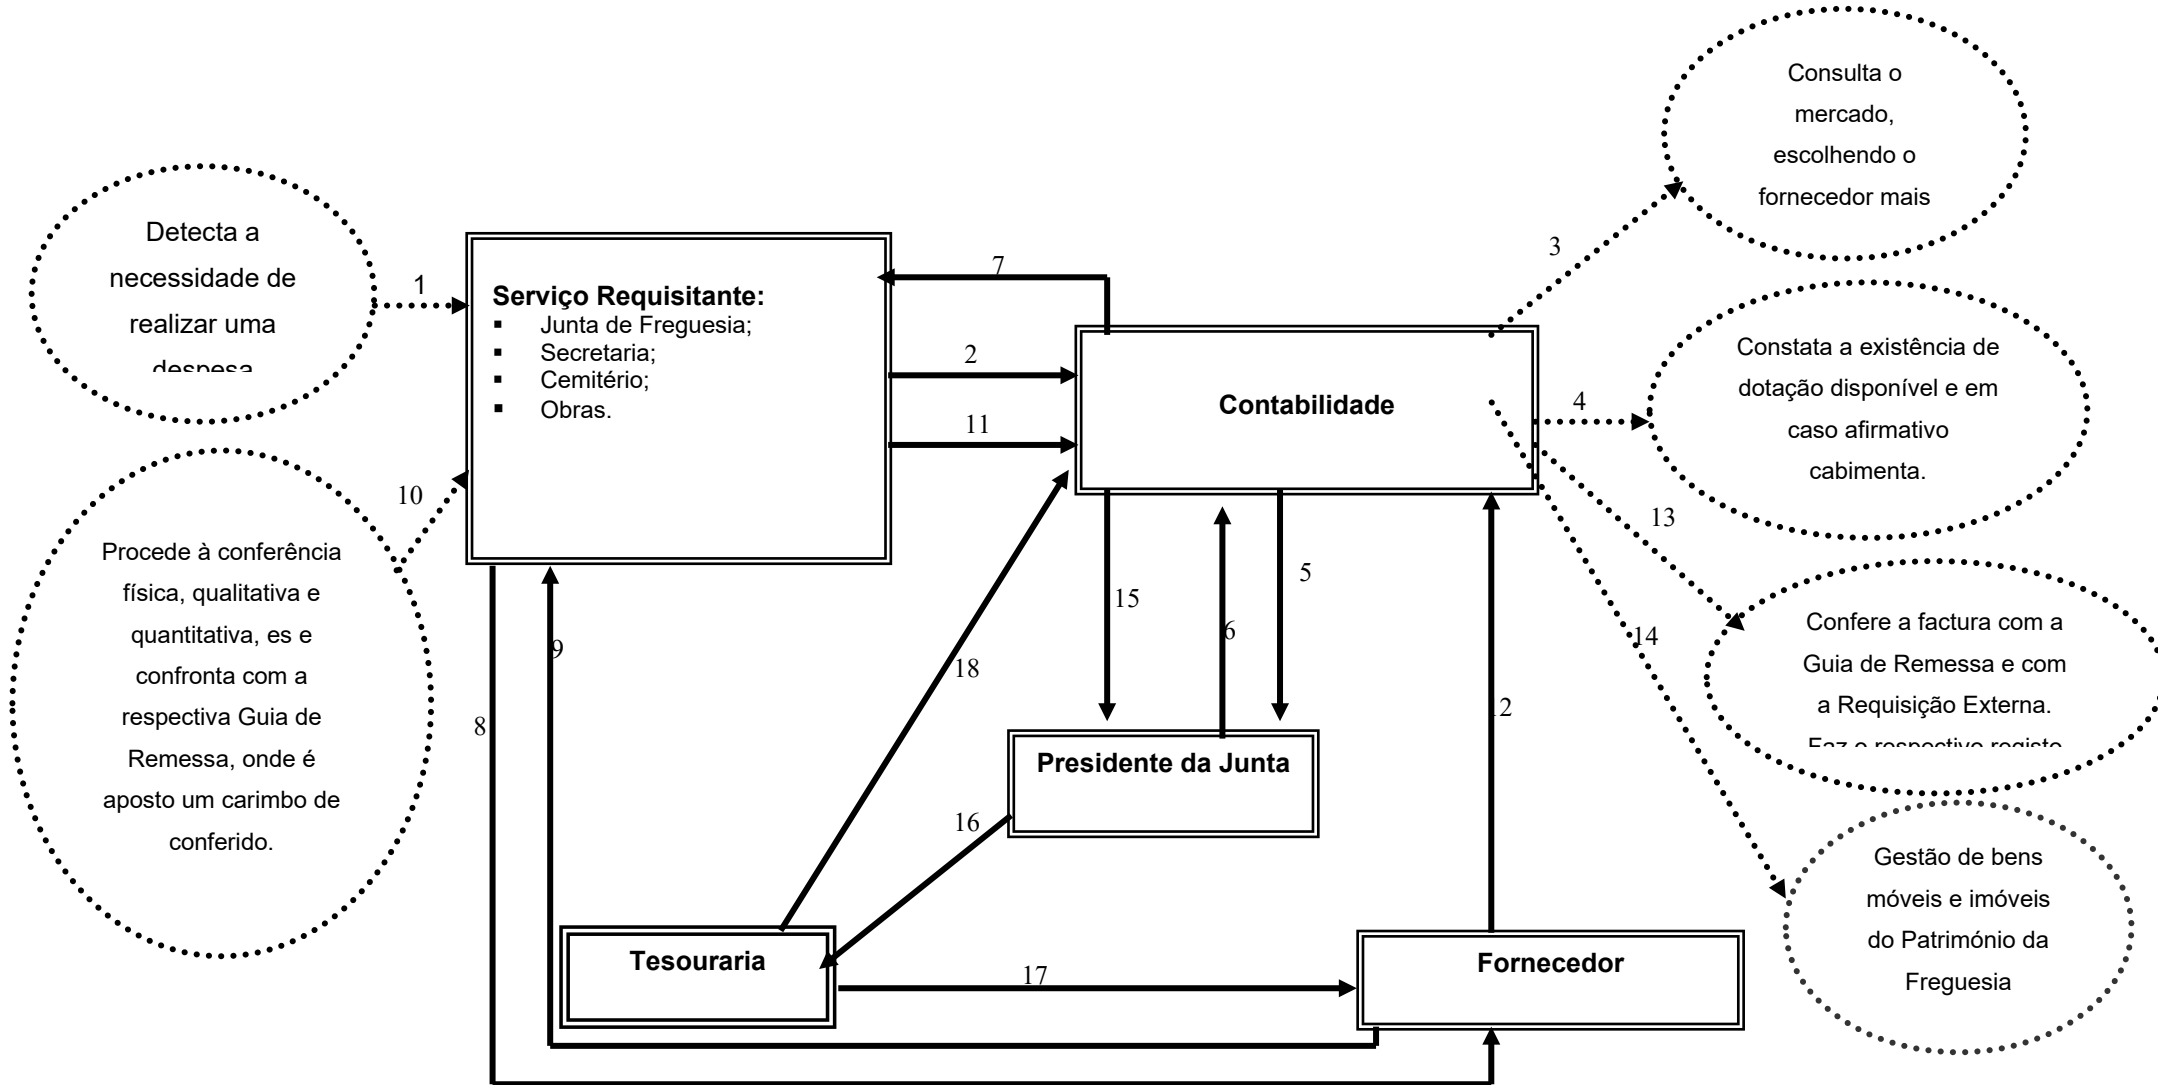 Consulta o
mercado,
escolhendo o
fornecedor mais
Detecta a
necessidade de
realizar uma
despesa
1
3
7
Serviço Requisitante:
▪ Junta de Freguesia;
▪ Secretaria;
▪ Cemitério;
▪ Obras.
2
11
Contabilidade
4
Constata a existência de
dotação disponível e em
caso afirmativo
cabimenta.
10
Procede à conferência
física, qualitativa e
quantitativa, es e
confronta com a
respectiva Guia de
Remessa, onde é
aposto um carimbo de
conferido.
13
5
15
6
9
18
14
8
12
Confere a factura com a
Guia de Remessa e com
a Requisição Externa.
Faz o respectivo registo
Presidente da Junta
16
Gestão de bens
móveis e imóveis
do Património da
Freguesia
Tesouraria
17
Fornecedor